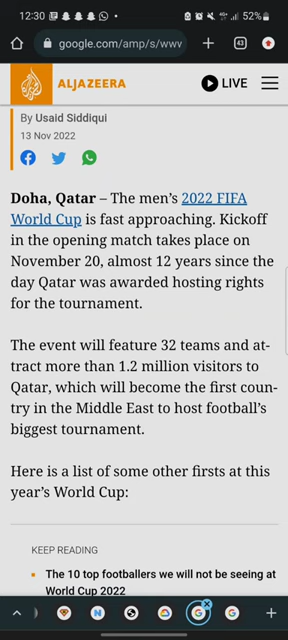 12:30
52%
google.com/amp/s/wwv
43
ALJAZEERA
LIVE
By Usaid Siddiqui
13 Nov 2022
Doha, Qatar – The men's 2022 FIFA
World Cup is fast approaching. Kickoff
in the opening match takes place on
November 20, almost 12 years since the
day Qatar was awarded hosting rights
for the tournament.
The event will feature 32 teams and at-
tract more than 1.2 million visitors to
Qatar, which will become the first coun-
try in the Middle East to host football's
biggest tournament.
Here is a list of some other firsts at this
year's World Cup:
KEEP READING
The 10 top footballers we will not be seeing at
World Cup 2022